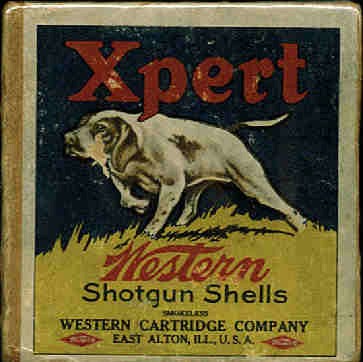 Xpert
Western
Shotgun Shells
SMOKELESS
WESTERN CARTRIDGE COMPANY
EAST ALTON, ILL., U.S.A.